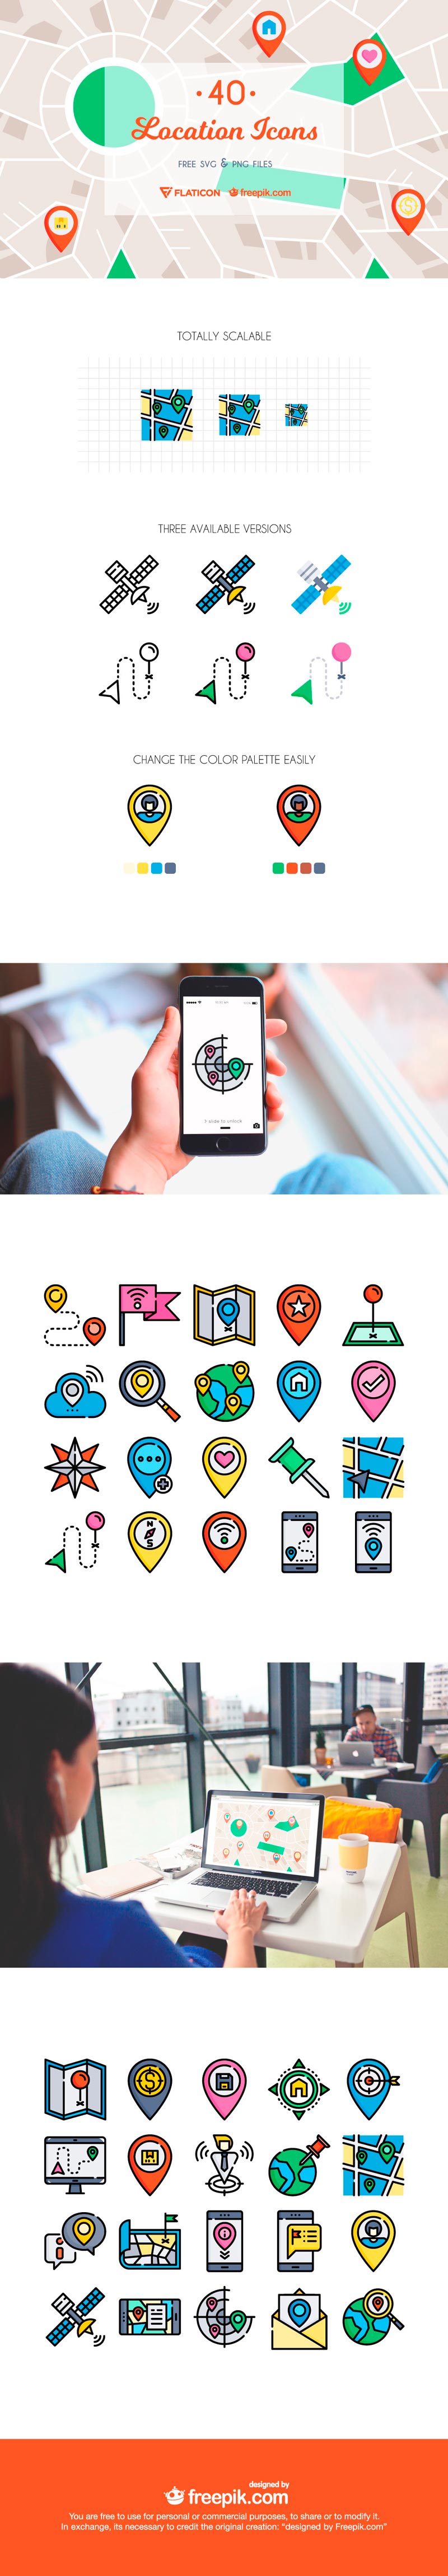 ·40·
Location Icons
FREE SVG & PNG FILES
FLATICON freepik.com
$
TOTALLY SCALABLE
THREE AVAILABLE VERSIONS
CHANGE THE COLOR PALETTE EASILY
N
S
$
i
i
designed by
freepik.com
You are free to use for personal or commercial purposes, to share or to modify it.
In exchange, its necessary to credit the original creation: "designed by Freepik.com"